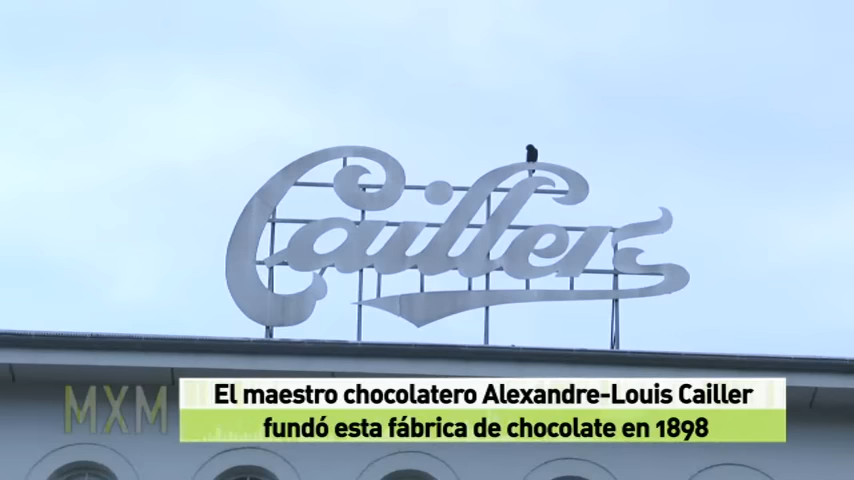 Cailler
MXM
El maestro chocolatero Alexandre-Louis Cailler
fundó esta fábrica de chocolate en 1898